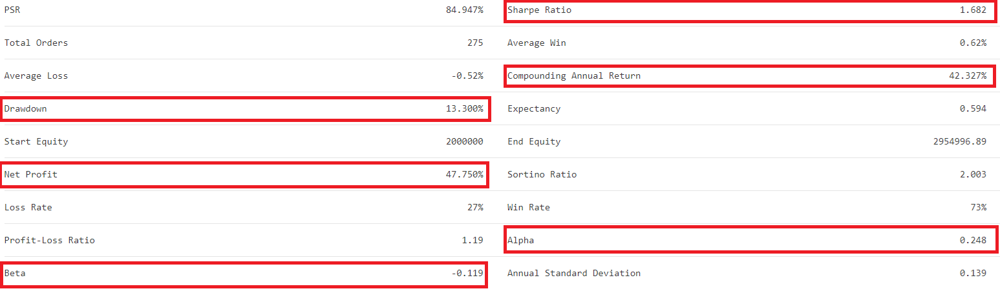 PSR 84.947% Sharpe Ratio 1.682
Total Orders 275 Average Win 0.62%
Average Loss -0.52% Compounding Annual Return 42.327%
Drawdown 13.300% Expectancy 0.594
Start Equity 2000000 End Equity 2954996.89
Net Profit 47.750% Sortino Ratio 2.003
Loss Rate 27% Win Rate 73%
Profit-Loss Ratio 1.19 Alpha 0.248
Beta -0.119 Annual Standard Deviation 0.139